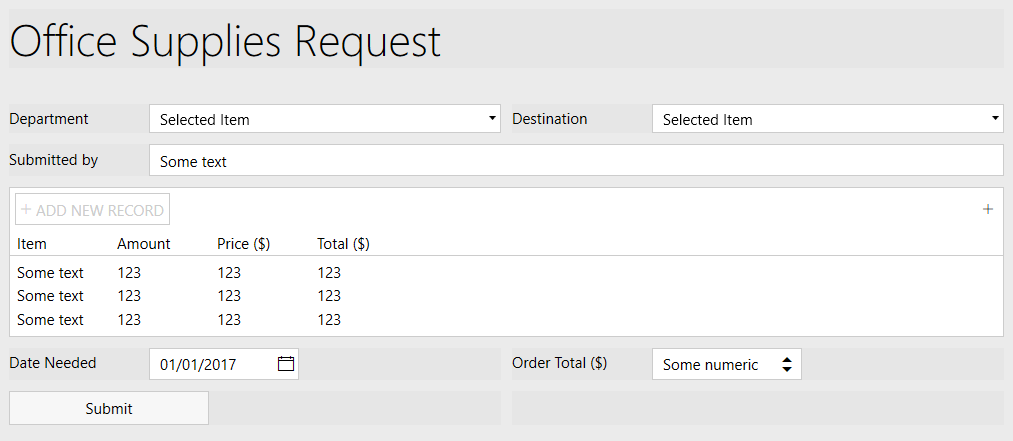 Office Supplies Request
Department Selected Item Destination Selected Item
Submitted by Some text
+ ADD NEW RECORD +
Item Amount Price ($) Total ($)
Some text 123 123 123
Some text 123 123 123
Some text 123 123 123
Date Needed 01/01/2017 Order Total ($) Some numeric
Submit